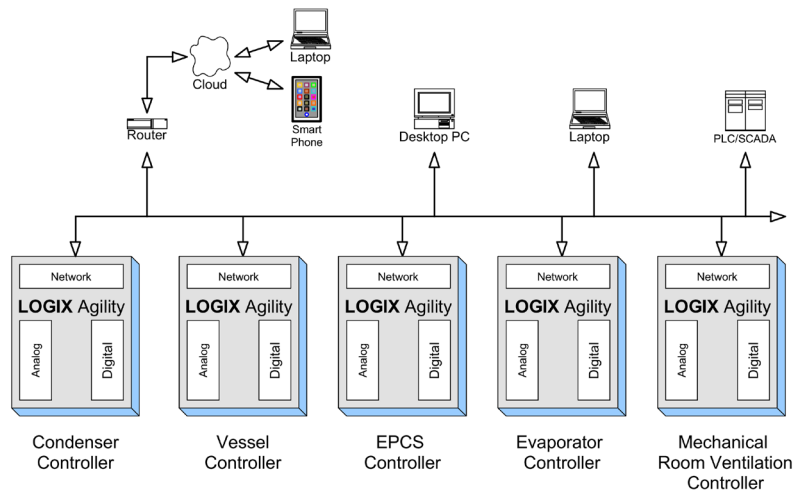 Laptop
Cloud
Smart
Phone
Router
Desktop PC
Laptop
PLC/SCADA
Network
LOGIX Agility
Analog
Digital
Network
LOGIX Agility
Analog
Digital
Network
LOGIX Agility
Analog
Digital
Network
LOGIX Agility
Analog
Digital
Network
LOGIX Agility
Analog
Digital
Condenser
Controller
Vessel
Controller
EPCS
Controller
Evaporator
Controller
Mechanical
Room Ventilation
Controller